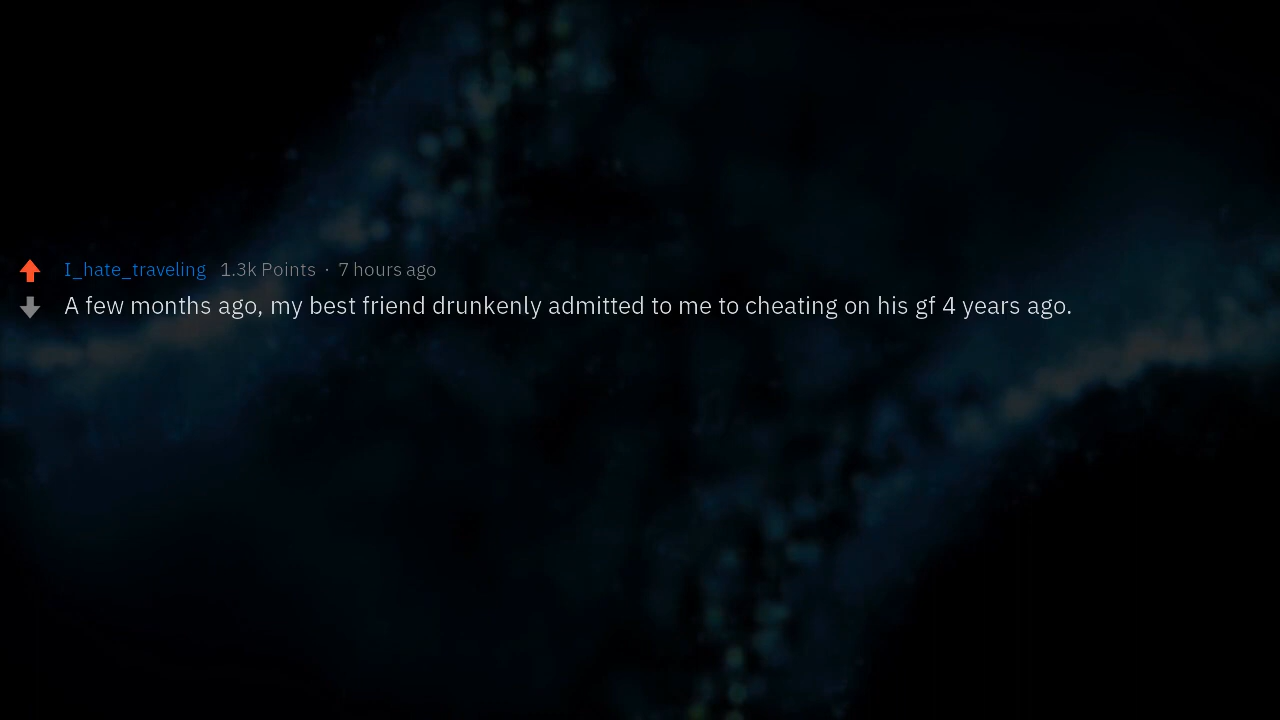 I_hate_traveling 1.3k Points · 7 hours ago
A few months ago, my best friend drunkenly admitted to me to cheating on his gf 4 years ago.